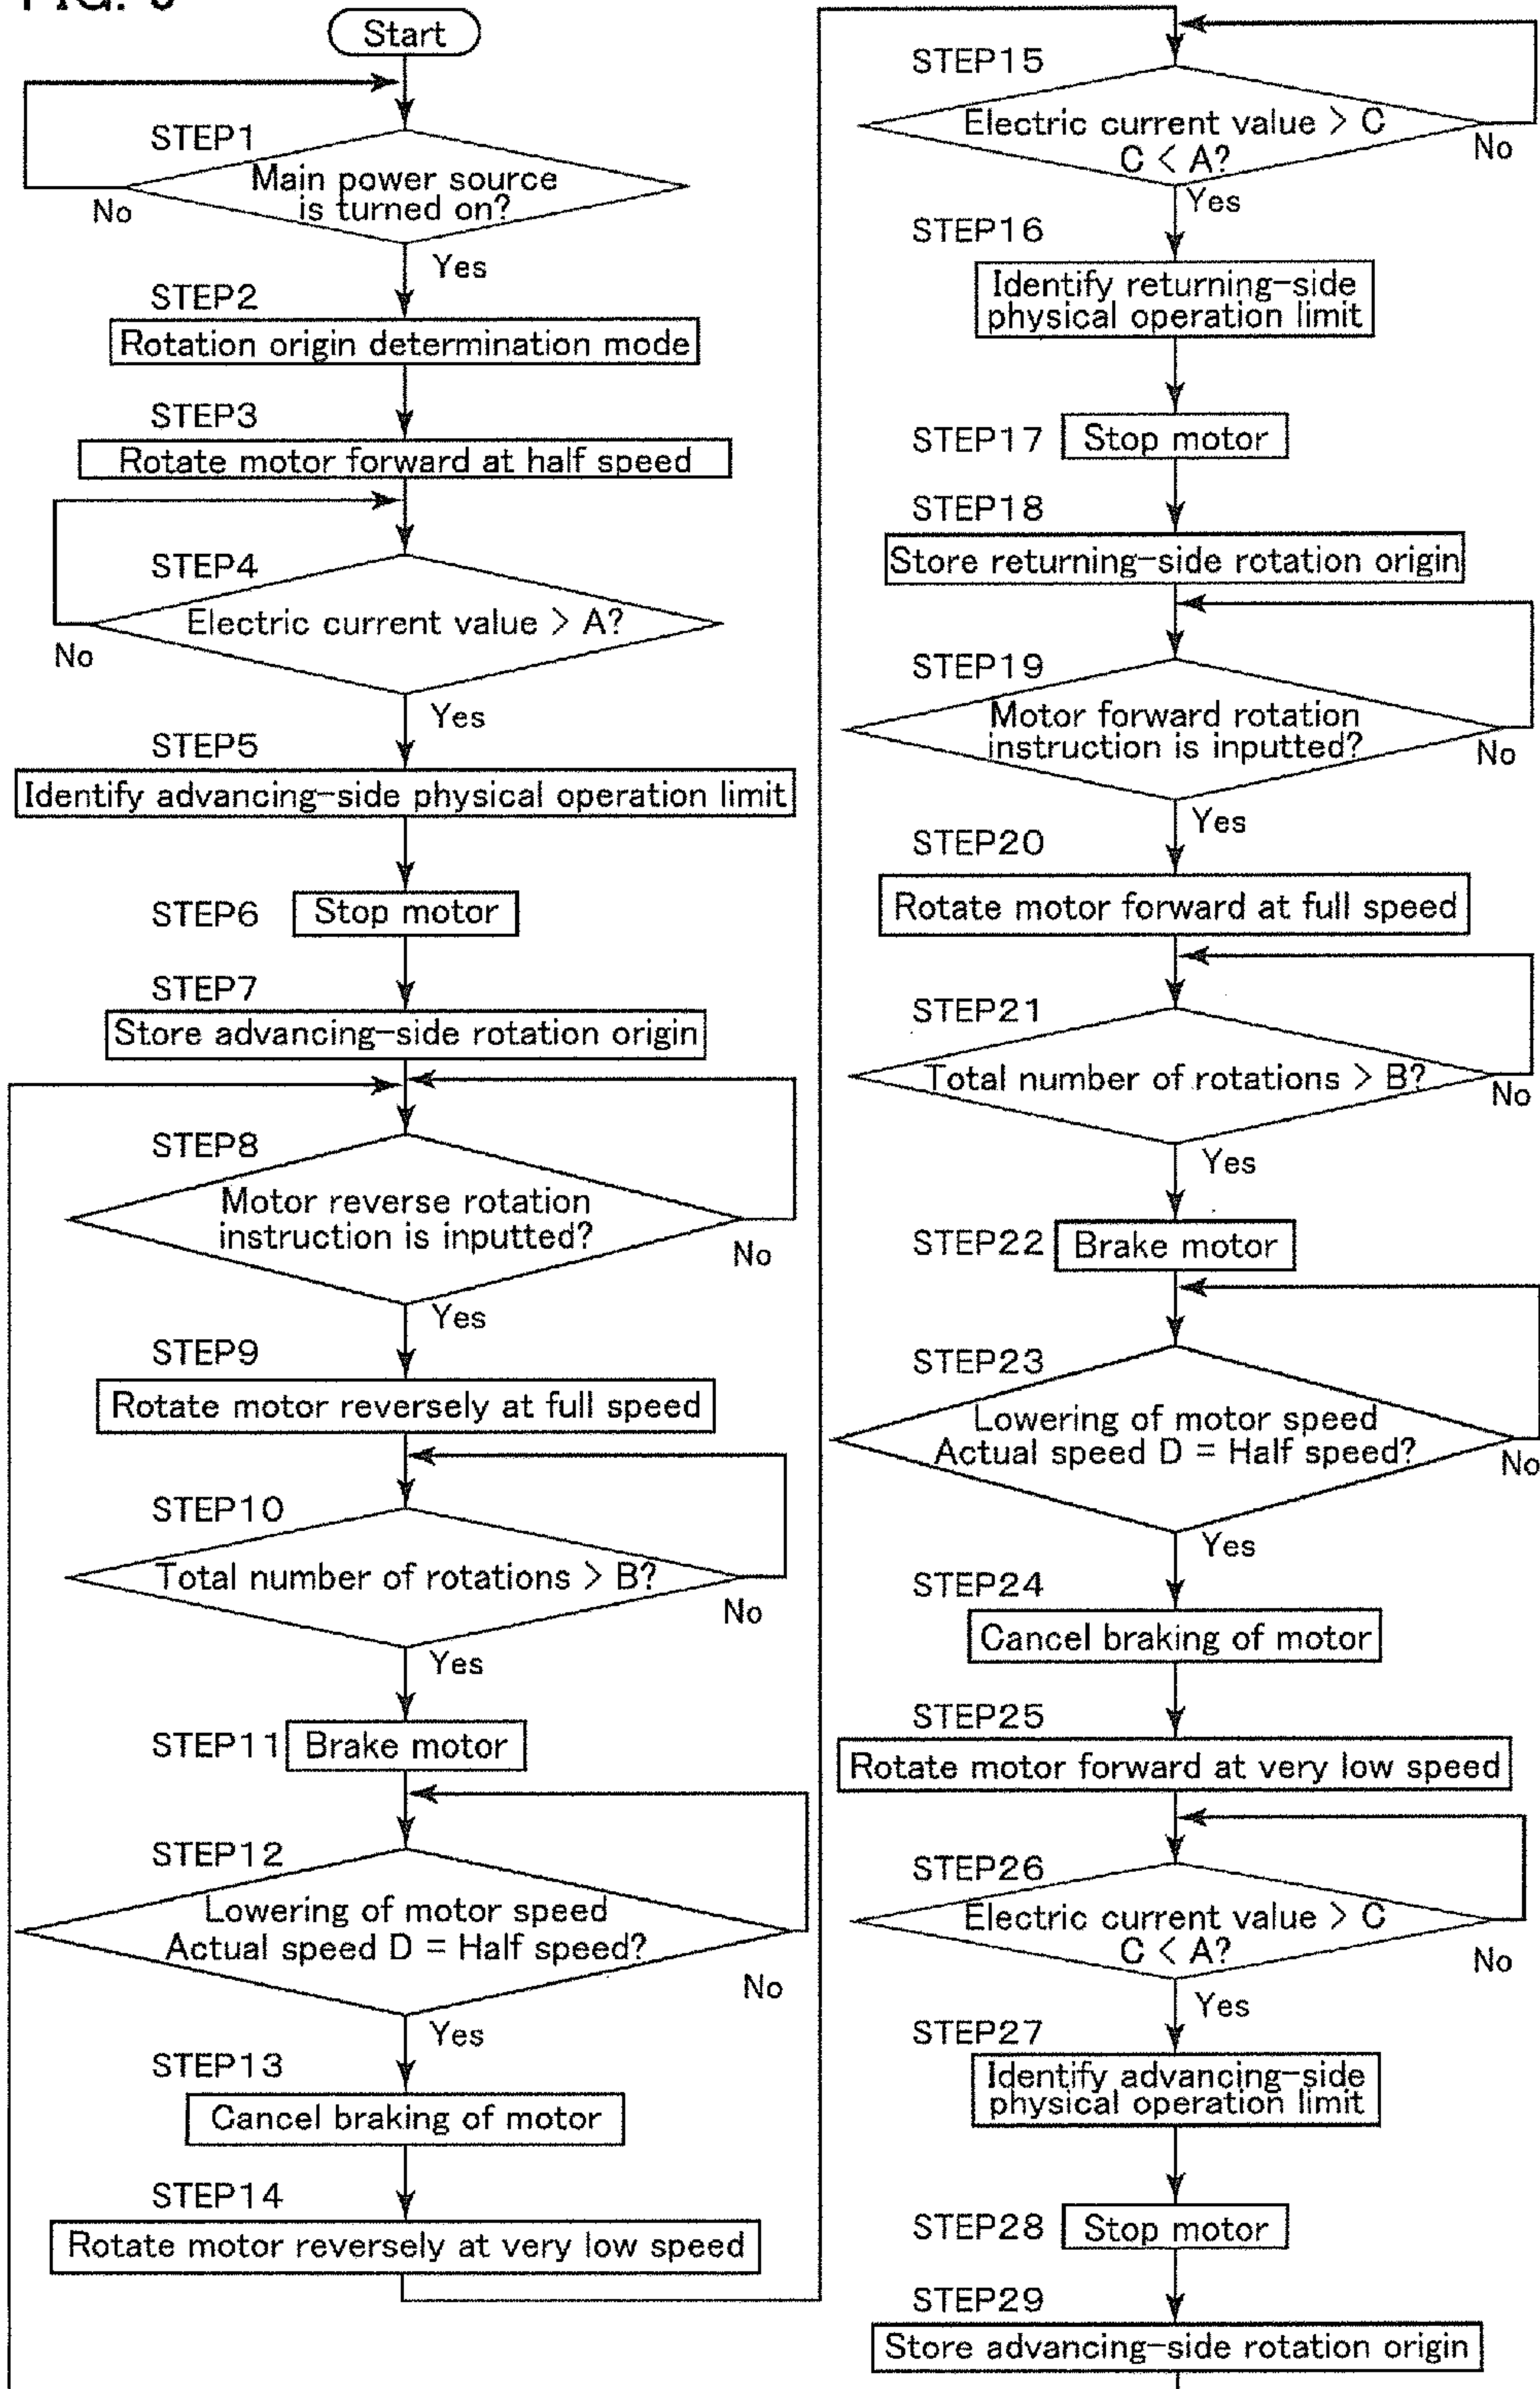 Start
STEP1
Main power source
is turned on?
No
Yes
STEP2
Rotation origin determination mode
STEP3
Rotate motor forward at half speed
STEP4
Electric current value > A?
No
Yes
STEP5
Identify advancing-side physical operation limit
STEP6
Stop motor
STEP7
Store advancing-side rotation origin
STEP8
Motor reverse rotation
instruction is inputted?
No
Yes
STEP9
Rotate motor reversely at full speed
STEP10
Total number of rotations > B?
No
Yes
STEP11
Brake motor
STEP12
Lowering of motor speed
Actual speed D = Half speed?
No
Yes
STEP13
Cancel braking of motor
STEP14
Rotate motor reversely at very low speed
STEP15
Electric current value > C
C < A?
No
Yes
STEP16
Identify returning-side
physical operation limit
STEP17
Stop motor
STEP18
Store returning-side rotation origin
STEP19
Motor forward rotation
instruction is inputted?
No
Yes
STEP20
Rotate motor forward at full speed
STEP21
Total number of rotations > B?
No
Yes
STEP22
Brake motor
STEP23
Lowering of motor speed
Actual speed D = Half speed?
No
Yes
STEP24
Cancel braking of motor
STEP25
Rotate motor forward at very low speed
STEP26
Electric current value > C
C < A?
No
Yes
STEP27
Identify advancing-side
physical operation limit
STEP28
Stop motor
STEP29
Store advancing-side rotation origin